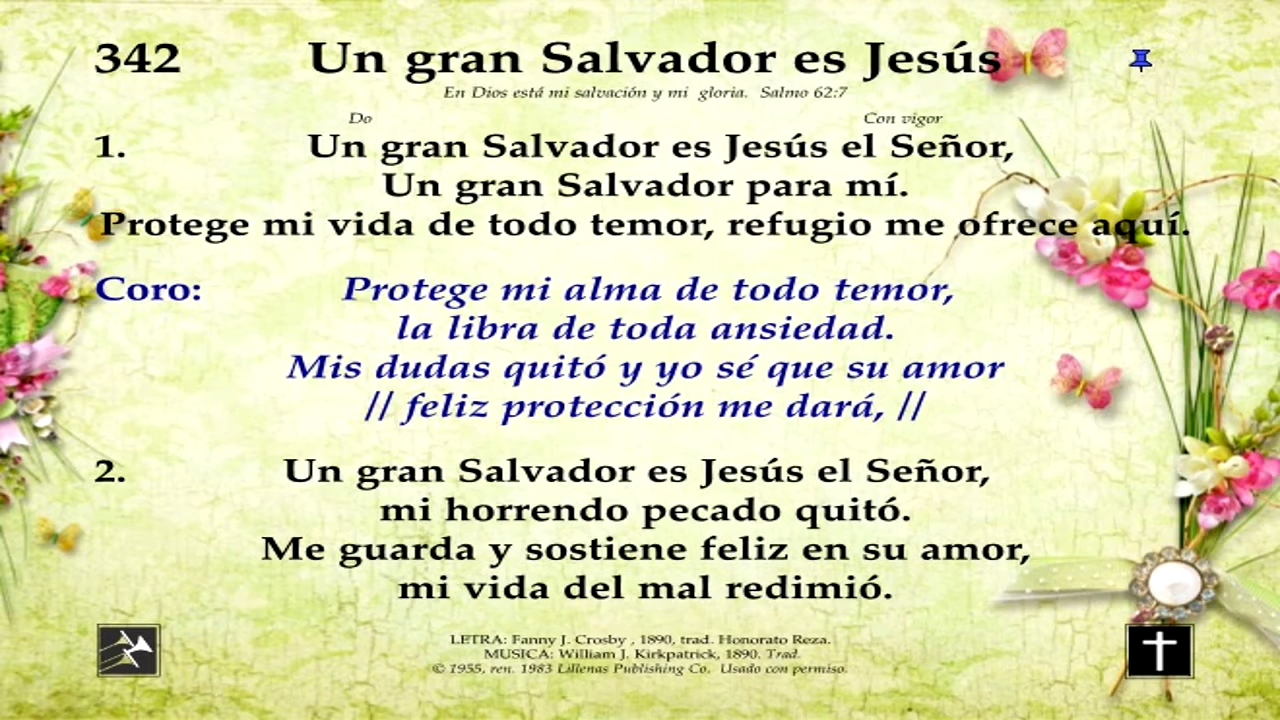 342 Un gran Salvador es Jesús
En Dios está mi salvación y mi gloria. Salmo 62:7
Do Con vigor
1. Un gran Salvador es Jesús el Señor,
Un gran Salvador para mí.
Protege mi vida de todo temor, refugio me ofrece aquí.
Coro: Protege mi alma de todo temor,
la libra de toda ansiedad.
Mis dudas quitó y yo sé que su amor
// feliz protección me dará, //
2. Un gran Salvador es Jesús el Señor,
mi horrendo pecado quitó.
Me guarda y sostiene feliz en su amor,
mi vida del mal redimió.
LETRA: Fanny J. Crosby , 1890, trad. Honorato Reza.
MUSICA: William J. Kirkpatrick, 1890. Trad.
© 1955, ren. 1983 Lillenas Publishing Co. Usado con permiso.